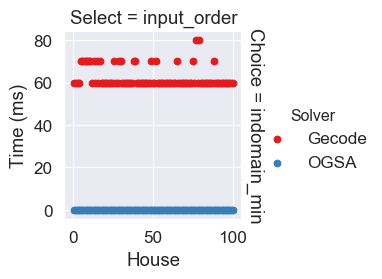 Select = input_order
80
60
40
20
0
Time (ms)
0 50 100
House
Choice = indomain_min
Solver
Gecode
OGSA